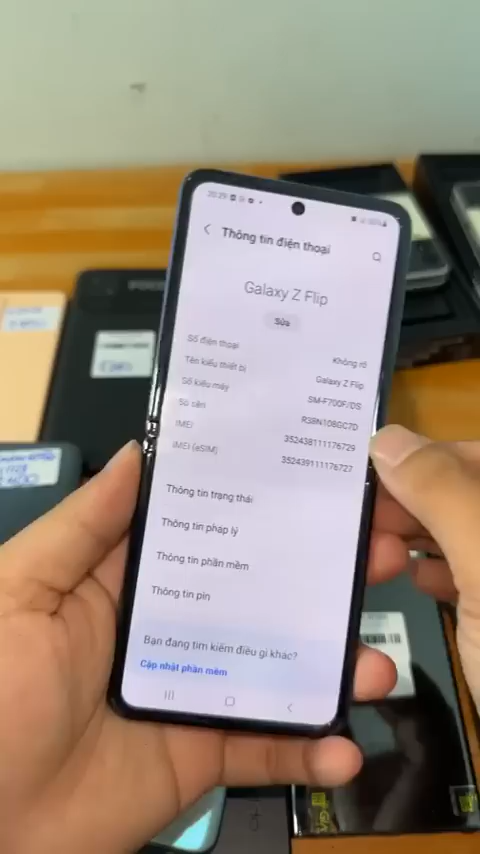 20:29
Thông tin điện thoại
Galaxy Z Flip
Sửa
Số điện thoại Không rõ
Tên kiểu thiết bị Galaxy Z Flip
Số kiểu máy SM-F700F/DS
Số sê-ri R38N108GC7D
IMEI 352438111176729
IMEI (eSIM) 352439111176727
Thông tin trạng thái
Thông tin pháp lý
Thông tin phần mềm
Thông tin pin
Bạn đang tìm kiếm điều gì khác?
Cập nhật phần mềm